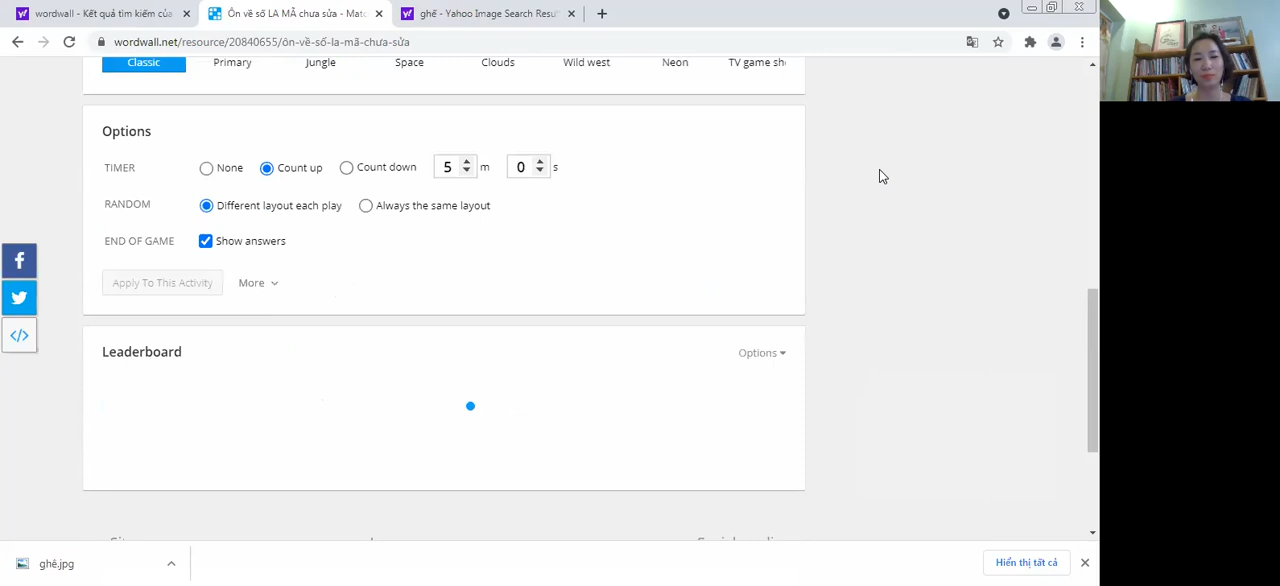 wordwall - Kết quả tìm kiếm của
Ôn về số LA MÃ chưa sửa - Matc
ghế - Yahoo Image Search Resu
wordwall.net/resource/20840655/ôn-về-số-la-mã-chưa-sửa
Classic Primary Jungle Space Clouds Wild west Neon TV game sh
Options
TIMER None Count up Count down 5 m 0 s
RANDOM Different layout each play Always the same layout
END OF GAME Show answers
Apply To This Activity More
Leaderboard Options
ghê.jpg
Hiển thị tất cả